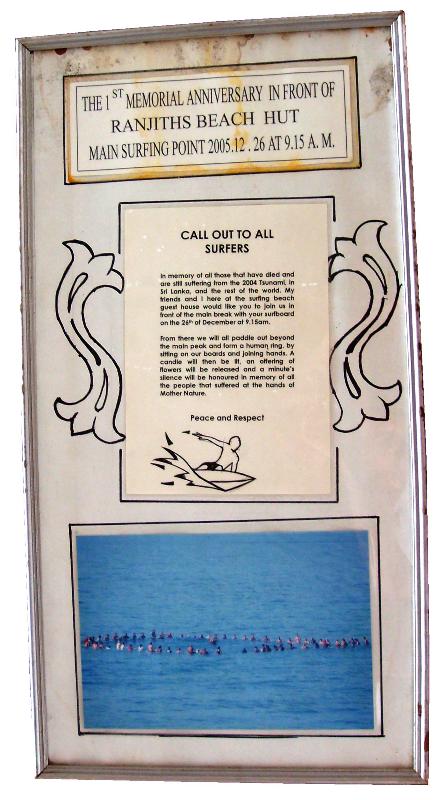 THE 1ST MEMORIAL ANNIVERSARY IN FRONT OF
RANJITHS BEACH HUT
MAIN SURFING POINT 2005.12 . 26 AT 9.15 A. M.
CALL OUT TO ALL
SURFERS
In memory of all those that have died and
are still suffering from the 2004 Tsunami, in
Sri Lanka, and the rest of the world. My
friends and I here at the surfing beach
guest house would like you to join us in
front of the main break with your surfboard
on the 26th of December at 9.15am.
From there we will all paddle out beyond
the main peak and form a human ring, by
sitting on our boards and joining hands. A
candle will then be lit, an offering of
flowers will be released and a minute's
silence will be honoured in memory of all
the people that suffered at the hands of
Mother Nature.
Peace and Respect